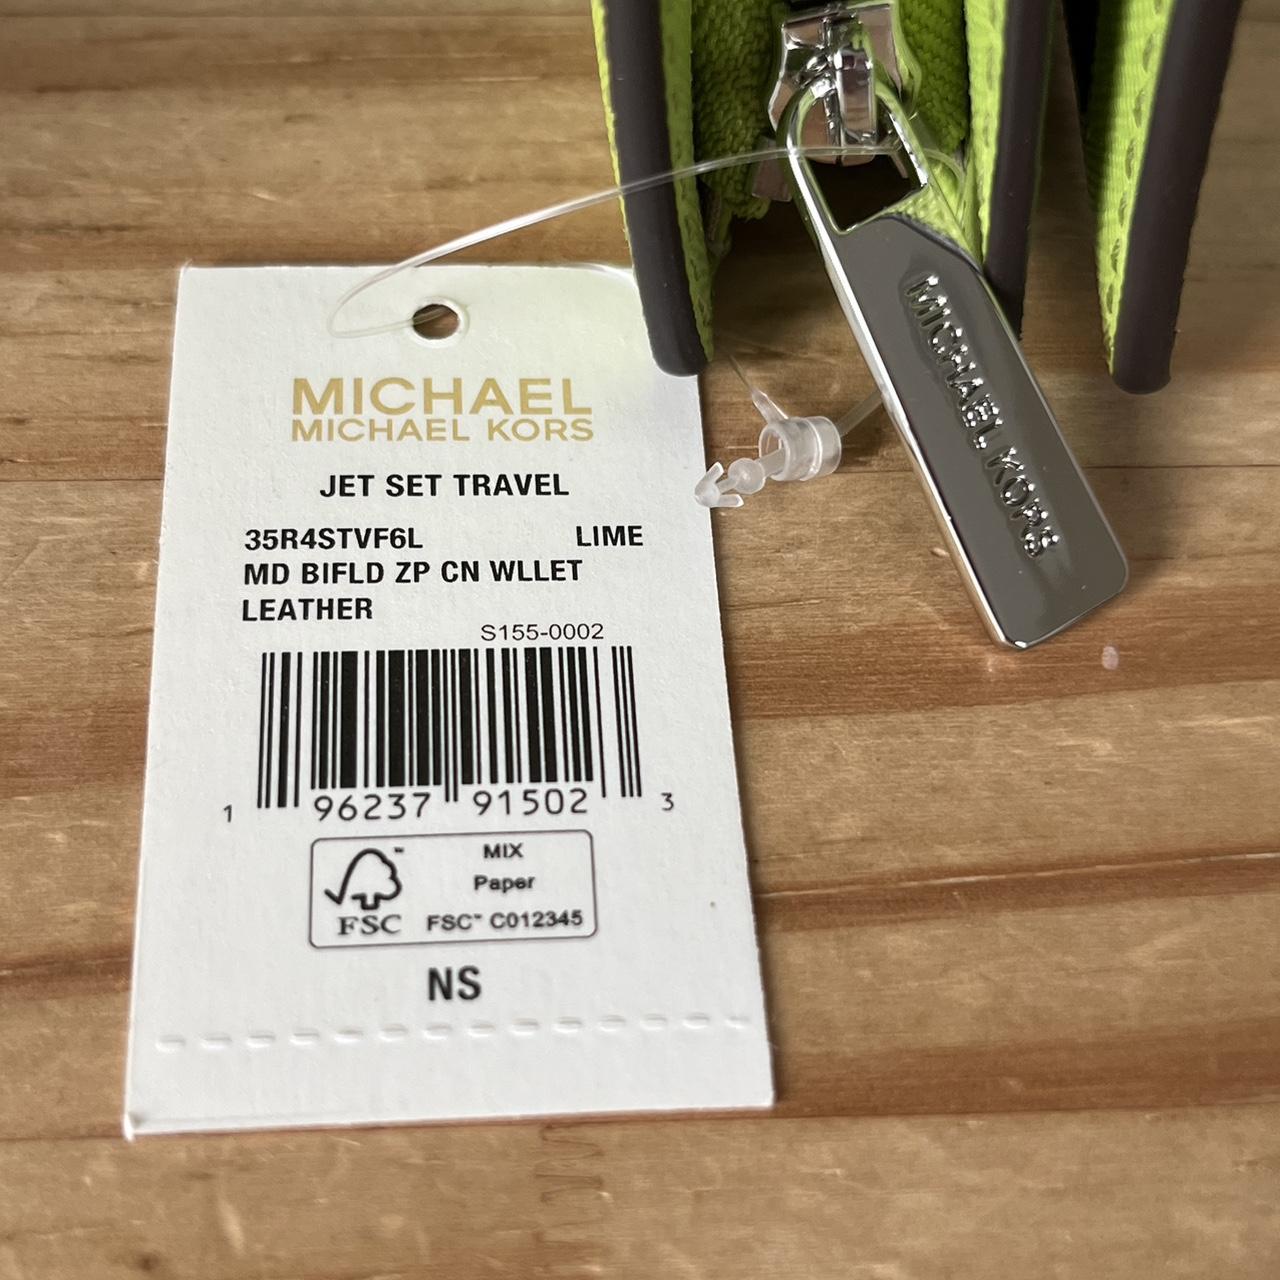 MICHAEL
MICHAEL KORS
JET SET TRAVEL
35R4STVF6L LIME
MD BIFLD ZP CN WLLET
LEATHER
S155-0002
1 96237 91502 3
FSC
MIX
Paper
FSC™ C012345
NS
MICHAEL KORS